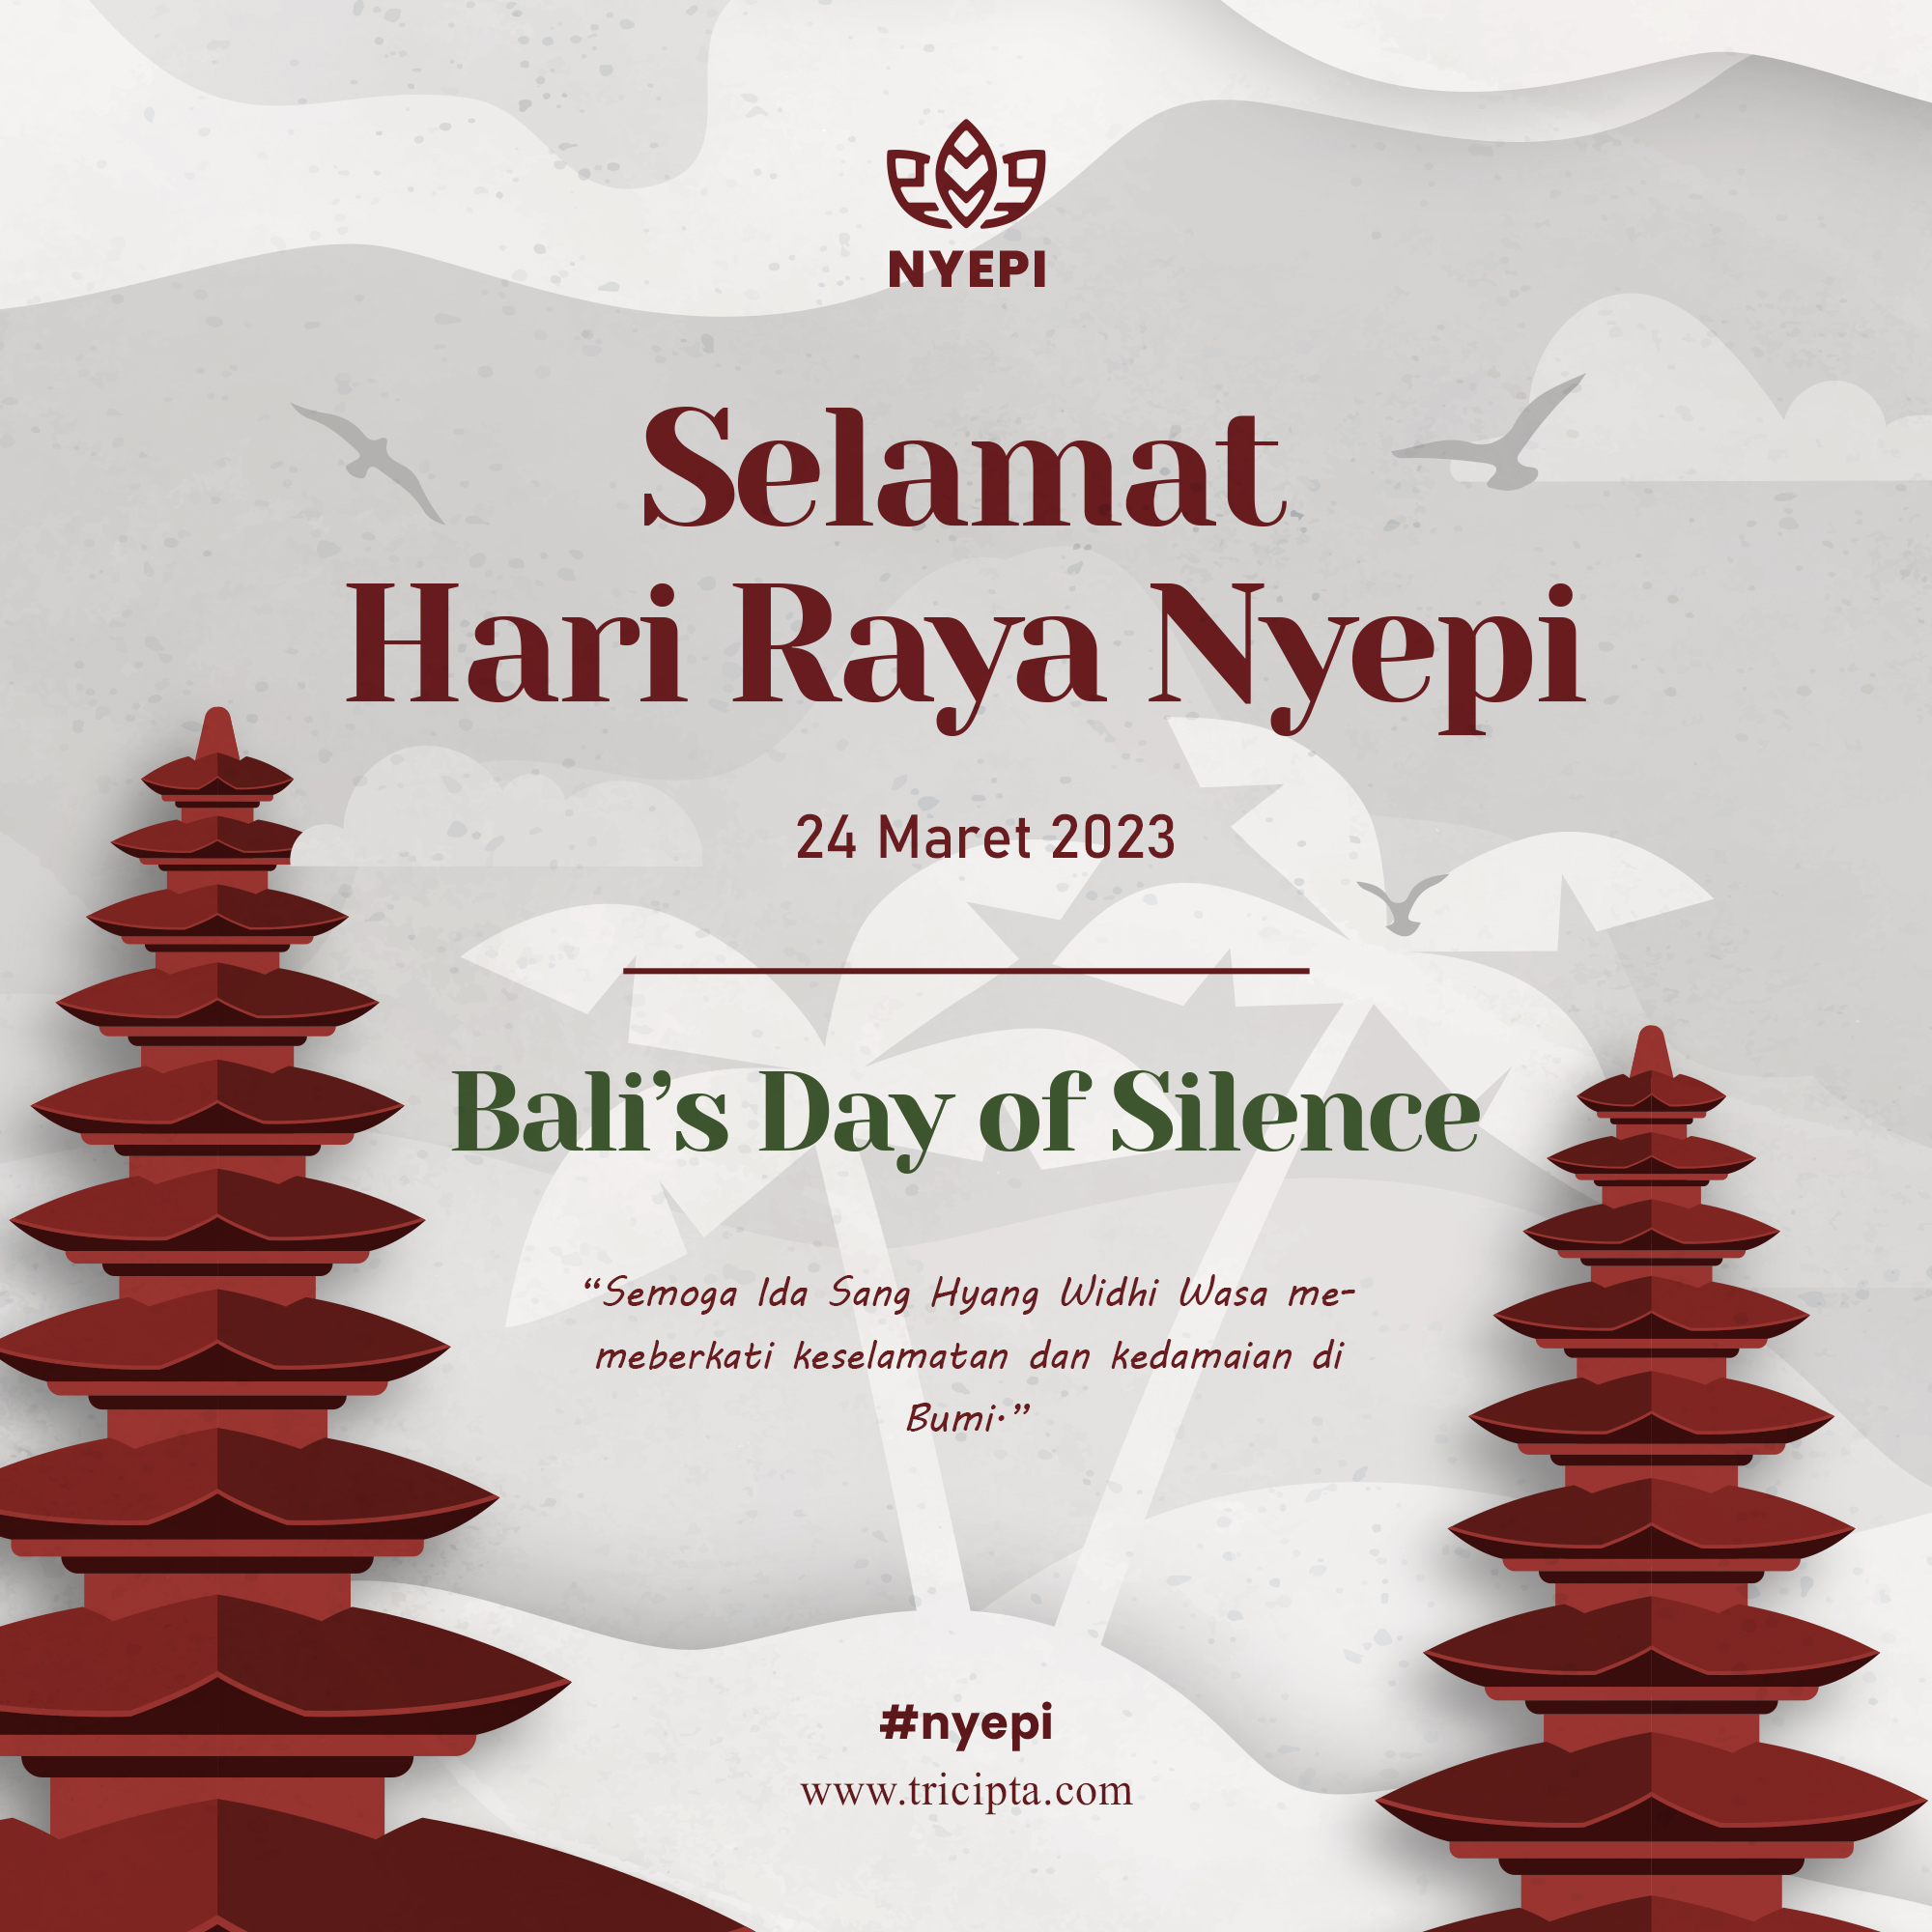 NYEPI
Selamat
Hari Raya Nyepi
24 Maret 2023
Bali’s Day of Silence
“Semoga Ida Sang Hyang Widhi Wasa me-
meberkati keselamatan dan kedamaian di
Bumi.”
#nyepi
www.tricipta.com